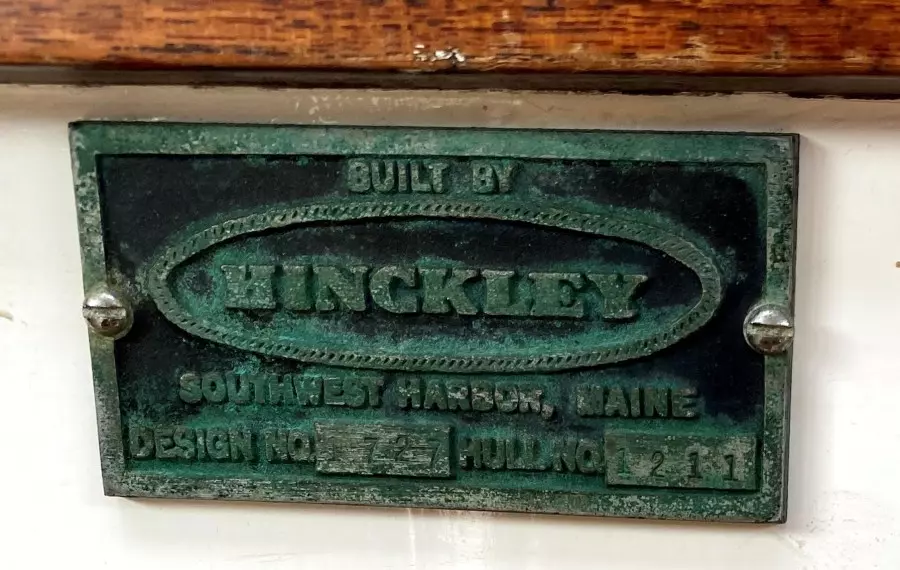 BUILT BY
HINCKLEY
SOUTHWEST HARBOR, MAINE
DESIGN NO. 727 HULL NO. 1211